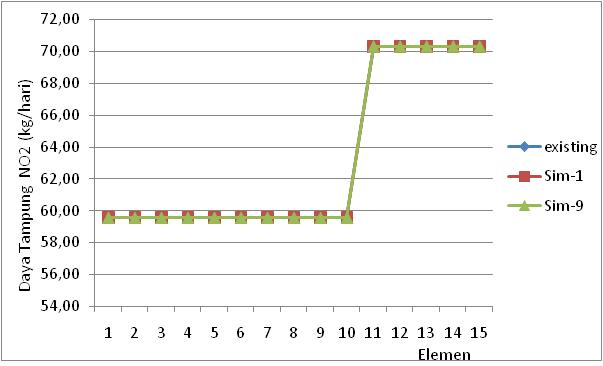 Daya Tampung NO2 (kg/hari)
72,00
70,00
68,00
66,00
64,00
62,00
60,00
58,00
56,00
54,00
1 2 3 4 5 6 7 8 9 10 11 12 13 14 15
Elemen
existing
Sim-1
Sim-9